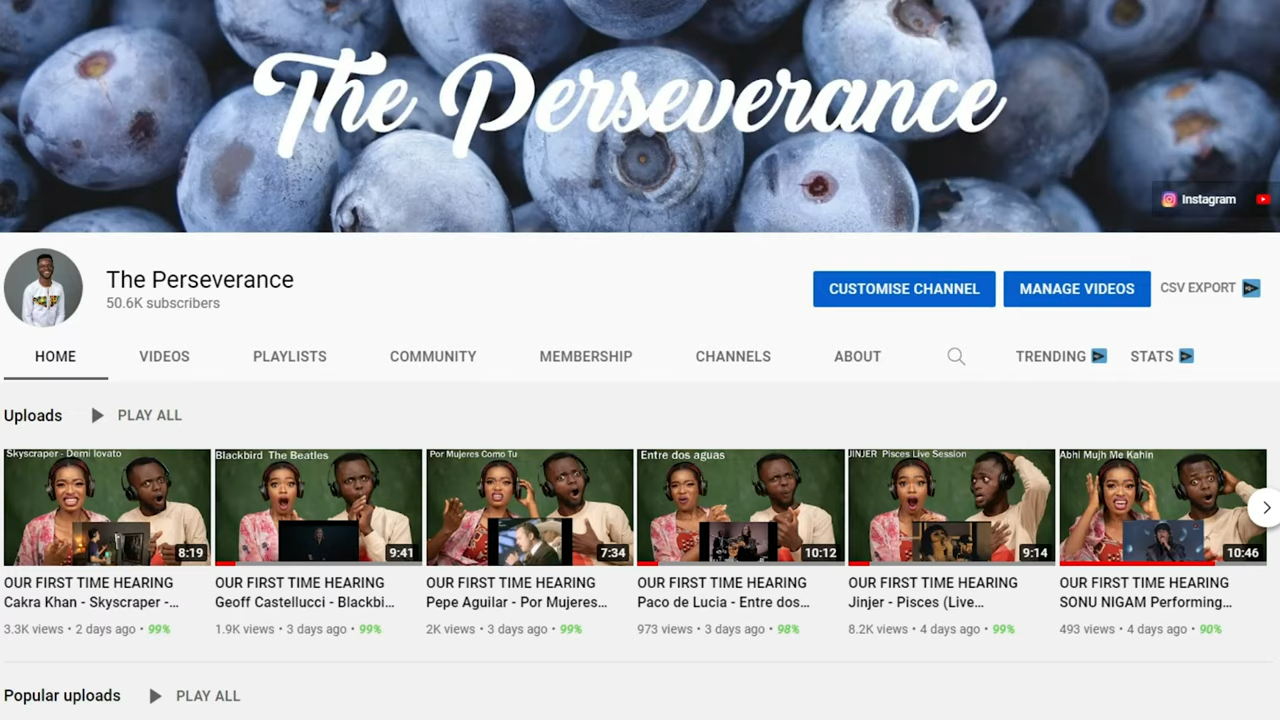 The Perseverance
Instagram
The Perseverance
50.6K subscribers
CUSTOMISE CHANNEL
MANAGE VIDEOS
CSV EXPORT
HOME
VIDEOS
PLAYLISTS
COMMUNITY
MEMBERSHIP
CHANNELS
ABOUT
TRENDING
STATS
Uploads
PLAY ALL
Skyscraper - Demi lovato
8:19
OUR FIRST TIME HEARING
Cakra Khan - Skyscraper -...
3.3K views • 2 days ago • 99%
Blackbird The Beatles
9:41
OUR FIRST TIME HEARING
Geoff Castellucci - Blackbi...
1.9K views • 3 days ago • 99%
Por Mujeres Como Tu
7:34
OUR FIRST TIME HEARING
Pepe Aguilar - Por Mujeres...
2K views • 3 days ago • 99%
Entre dos aguas
10:12
OUR FIRST TIME HEARING
Paco de Lucia - Entre dos...
973 views • 3 days ago • 98%
JINJER Pisces Live Session
9:14
OUR FIRST TIME HEARING
Jinjer - Pisces (Live...
8.2K views • 4 days ago • 99%
Abhi Mujh Me Kahin
10:46
OUR FIRST TIME HEARING
SONU NIGAM Performing...
493 views • 4 days ago • 90%
Popular uploads
PLAY ALL